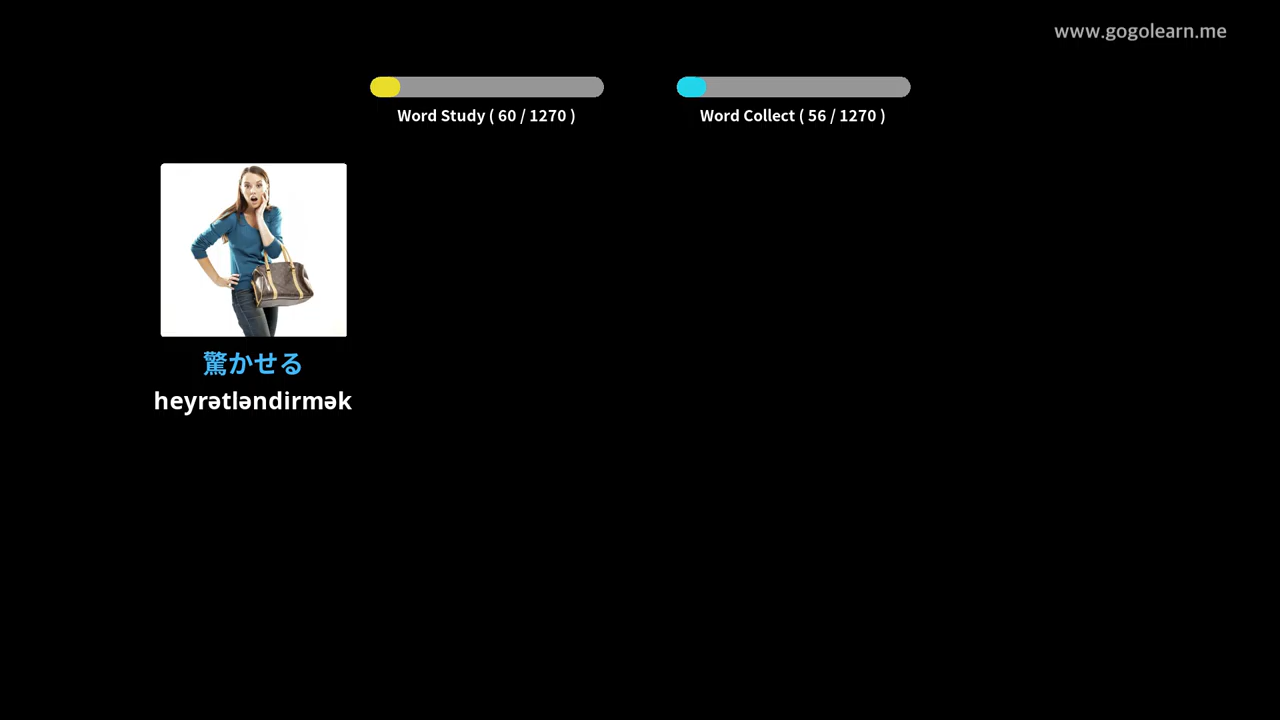 www.gogolearn.me
Word Study ( 60 / 1270 )
Word Collect ( 56 / 1270 )
驚かせる
heyrətləndirmək